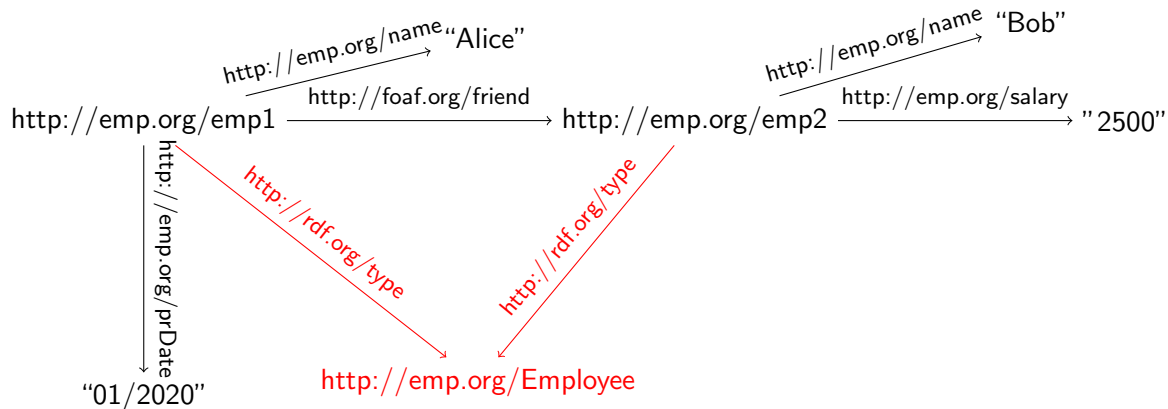 http://emp.org/name
“Alice”
http://emp.org/name
“Bob”
http://emp.org/emp1
http://foaf.org/friend
http://emp.org/emp2
http://emp.org/salary
”2500”
http://emp.org/prDate
http://rdf.org/type
http://rdf.org/type
“01/2020”
http://emp.org/Employee